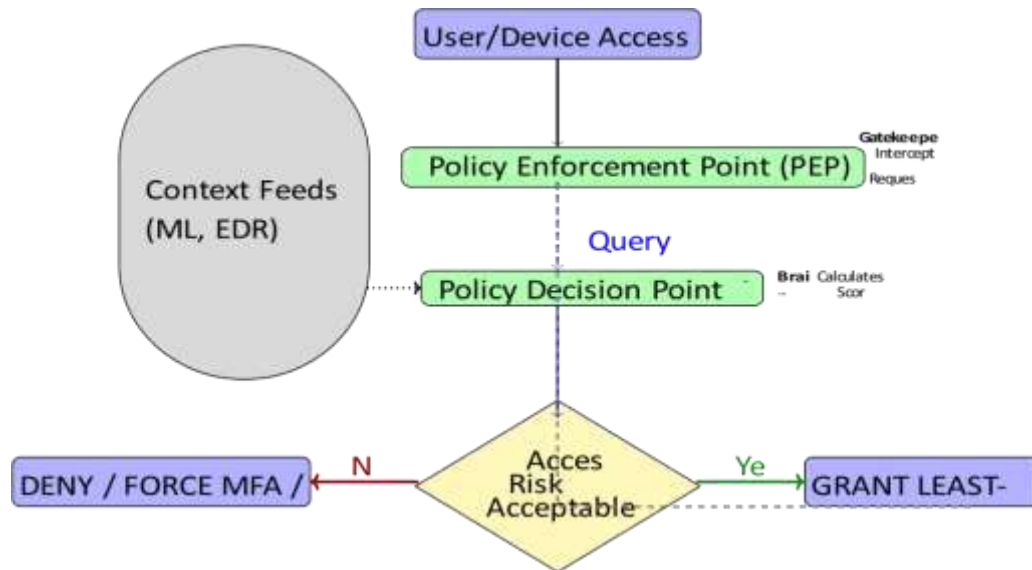 User/Device Access
Gatekeepe
Intercept
Policy Enforcement Point (PEP)
Reques
Context Feeds
(ML, EDR)
Query
Policy Decision Point
Brai Calculates
Scor
N
Acces
Ye
DENY / FORCE MFA /
Risk
GRANT LEAST-
Acceptable